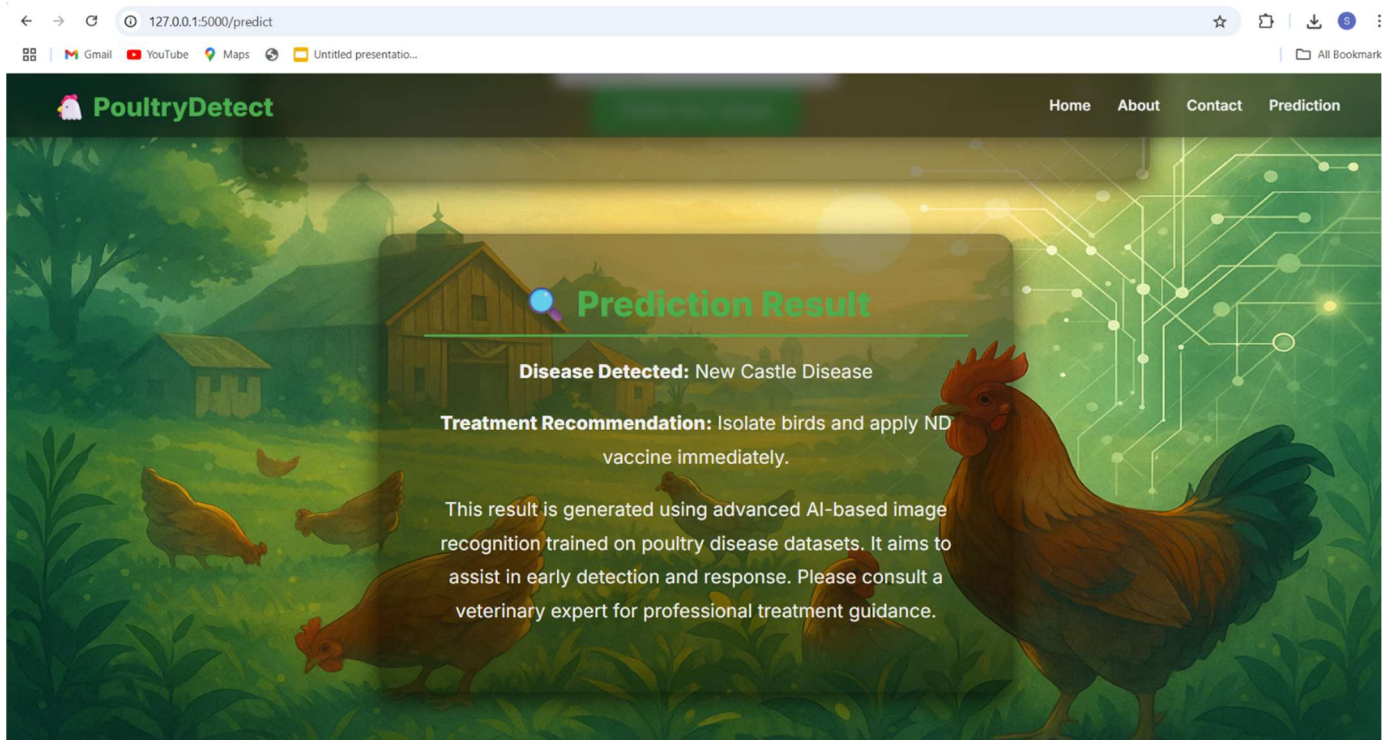 127.0.0.1:5000/predict
S
Gmail YouTube Maps Untitled presentatio... All Bookmark
PoultryDetect Home About Contact Prediction
Prediction Result
Disease Detected: New Castle Disease
Treatment Recommendation: Isolate birds and apply ND
vaccine immediately.
This result is generated using advanced AI-based image
recognition trained on poultry disease datasets. It aims to
assist in early detection and response. Please consult a
veterinary expert for professional treatment guidance.